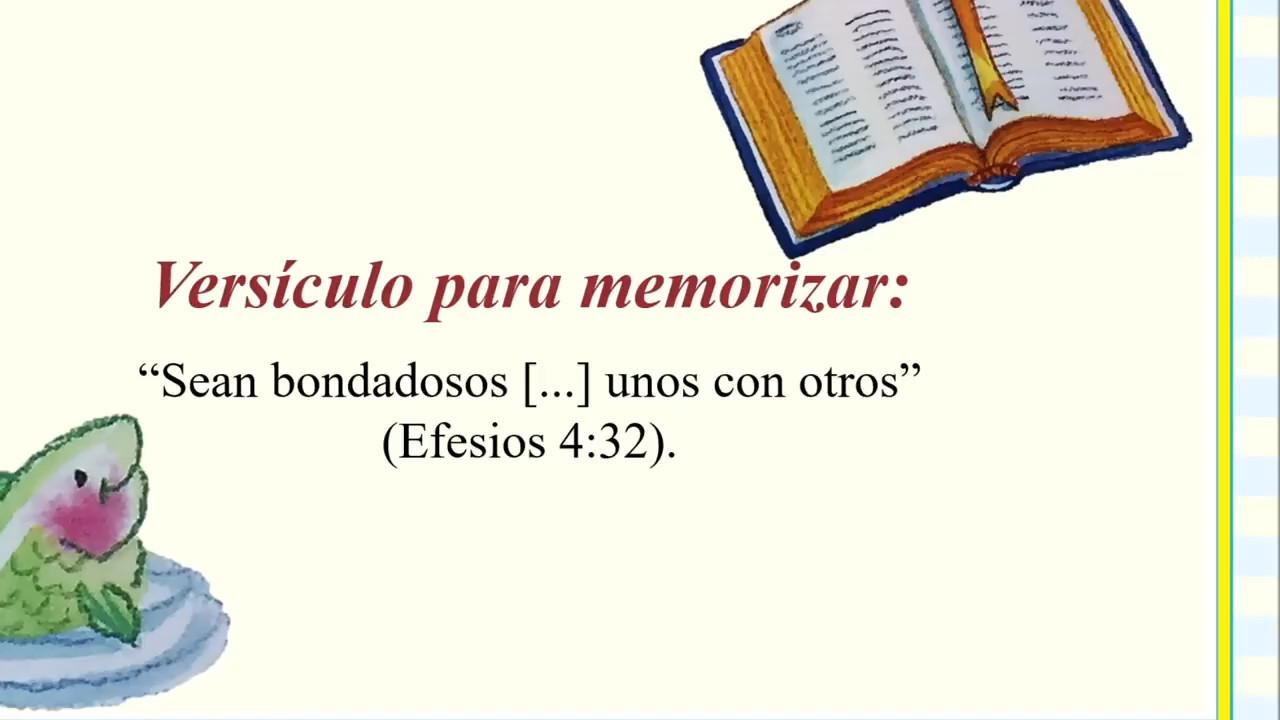 Versículo para memorizar:
“Sean bondadosos [...] unos con otros”
(Efesios 4:32).